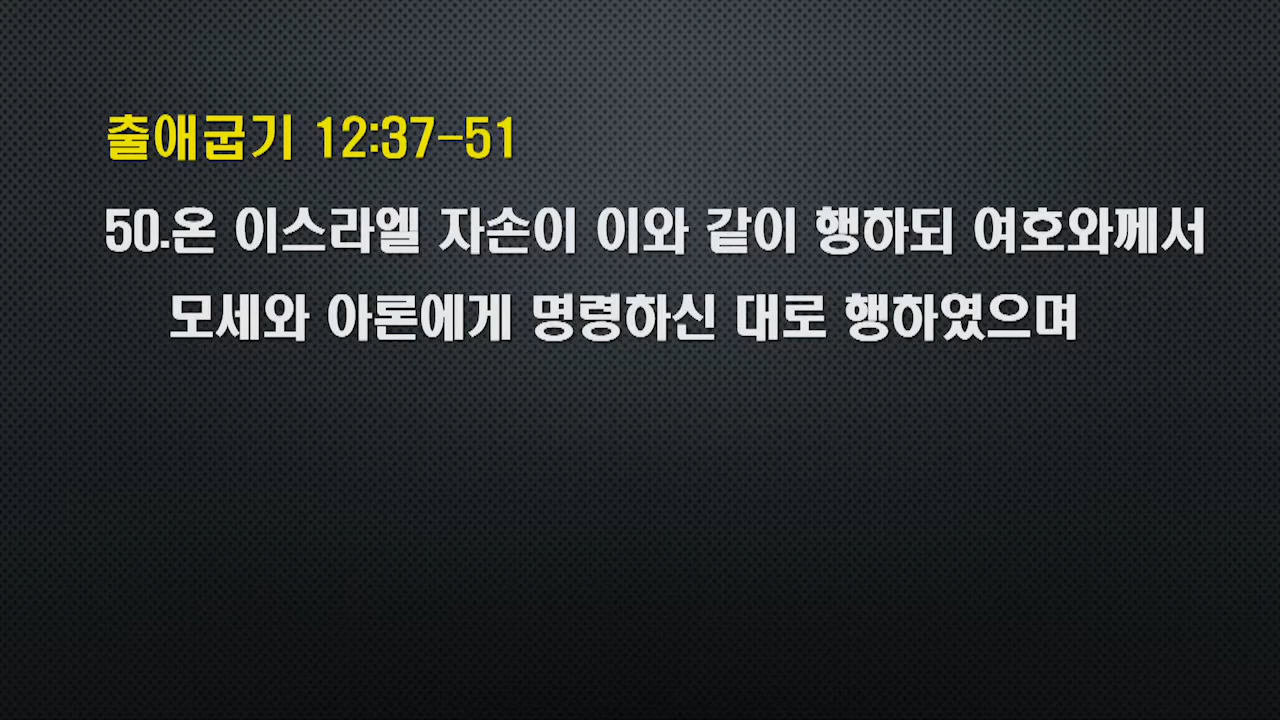 출애굽기 12:37-51
50.온 이스라엘 자손이 이와 같이 행하되 여호와께서
모세와 아론에게 명령하신 대로 행하였으며